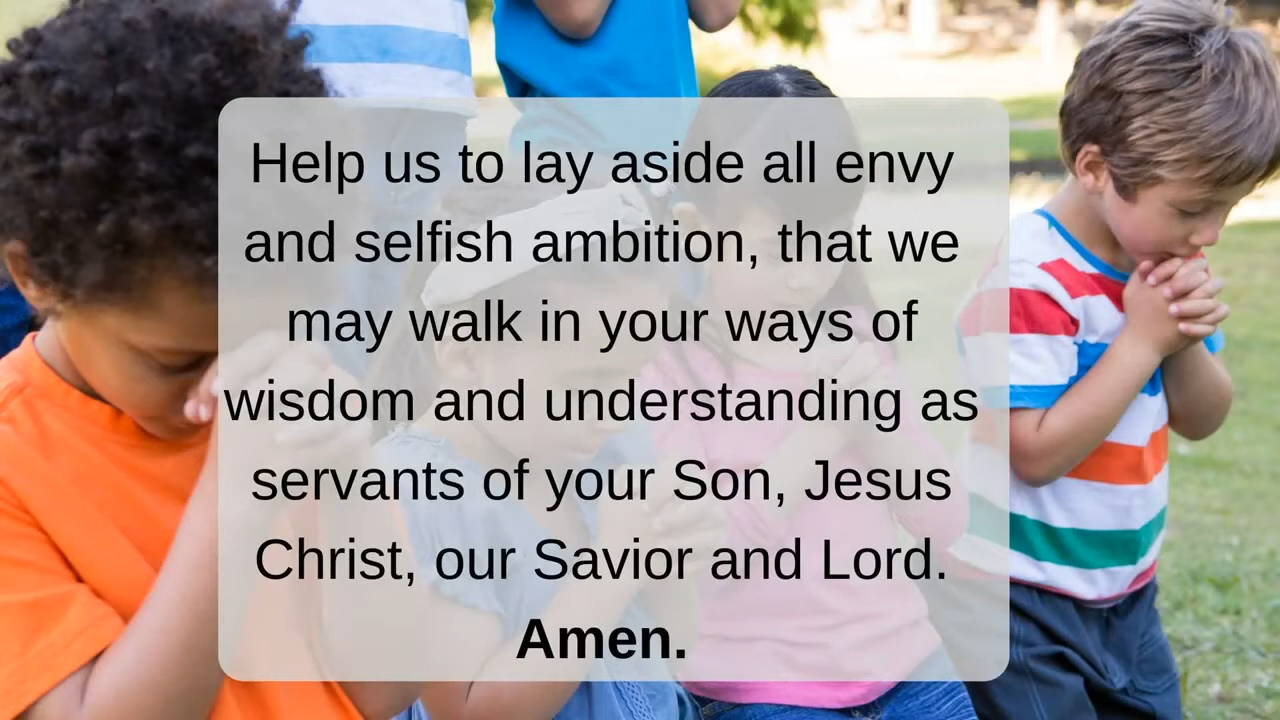 Help us to lay aside all envy
and selfish ambition, that we
may walk in your ways of
wisdom and understanding as
servants of your Son, Jesus
Christ, our Savior and Lord.
Amen.